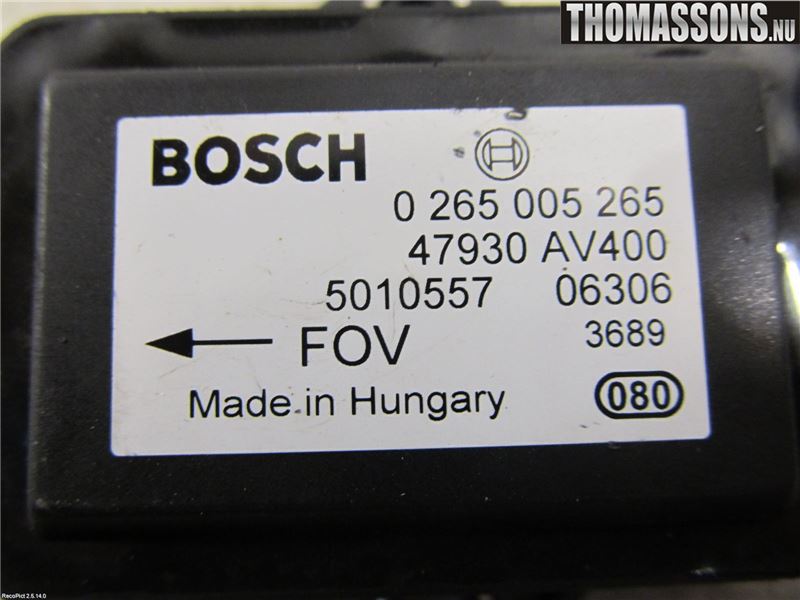 THOMASSONS.NU
BOSCH
0 265 005 265
47930 AV400
5010557 06306
FOV 3689
Made in Hungary 080
RecoPict 2.5.14.0